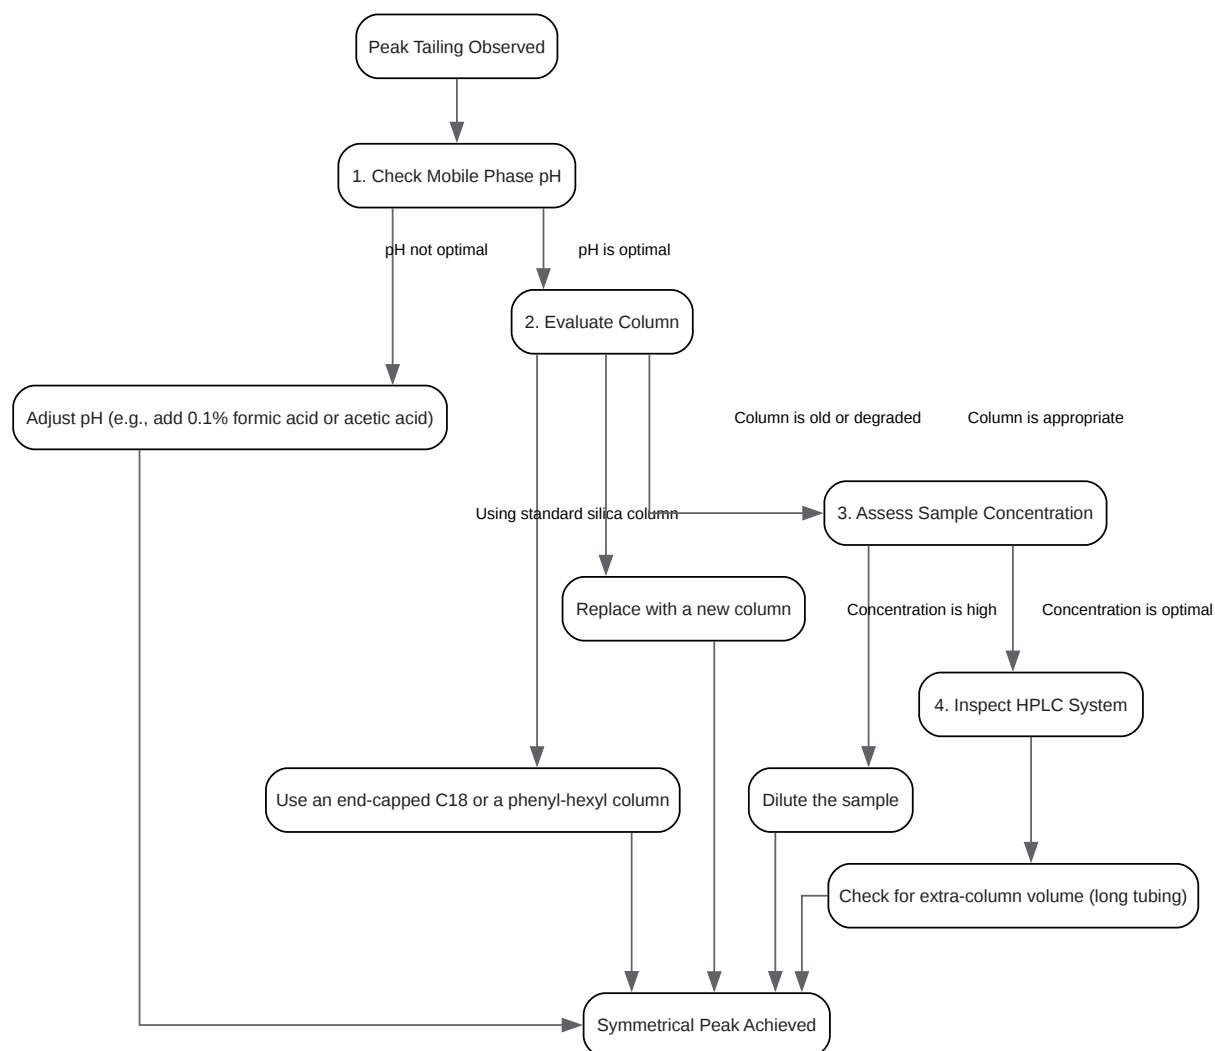 Peak Tailing Observed
1. Check Mobile Phase pH
pH not optimal
pH is optimal
2. Evaluate Column
Adjust pH (e.g., add 0.1% formic acid or acetic acid)
Column is old or degraded
Column is appropriate
Using standard silica column
3. Assess Sample Concentration
Replace with a new column
Concentration is high
Concentration is optimal
4. Inspect HPLC System
Use an end-capped C18 or a phenyl-hexyl column
Dilute the sample
Check for extra-column volume (long tubing)
Symmetrical Peak Achieved